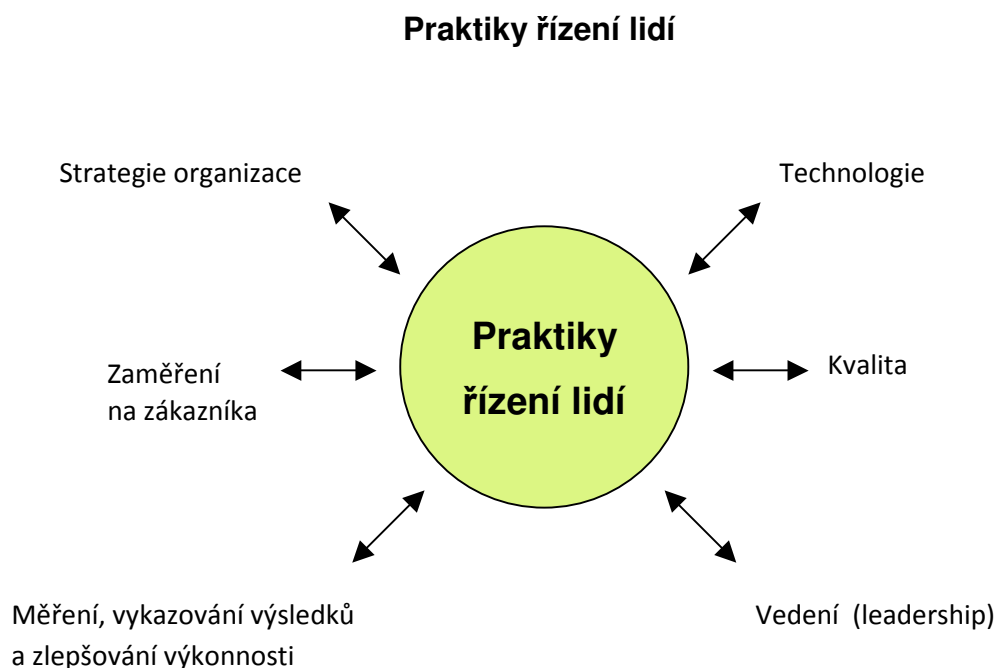 Praktiky řízení lidí
Strategie organizace
Technologie
Praktiky
řízení lidí
Zaměření
na zákazníka
Kvalita
Měření, vykazování výsledků
a zlepšování výkonnosti
Vedení  (leadership)